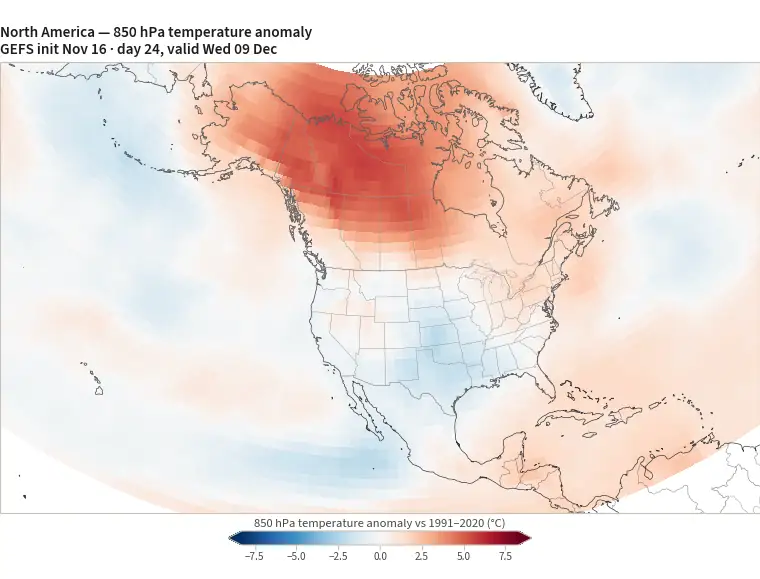 North America — 850 hPa temperature anomaly
GEFS init Nov 16 · day 24, valid Wed 09 Dec
850 hPa temperature anomaly vs 1991–2020 (°C)
−7.5 −5.0 −2.5 0.0 2.5 5.0 7.5